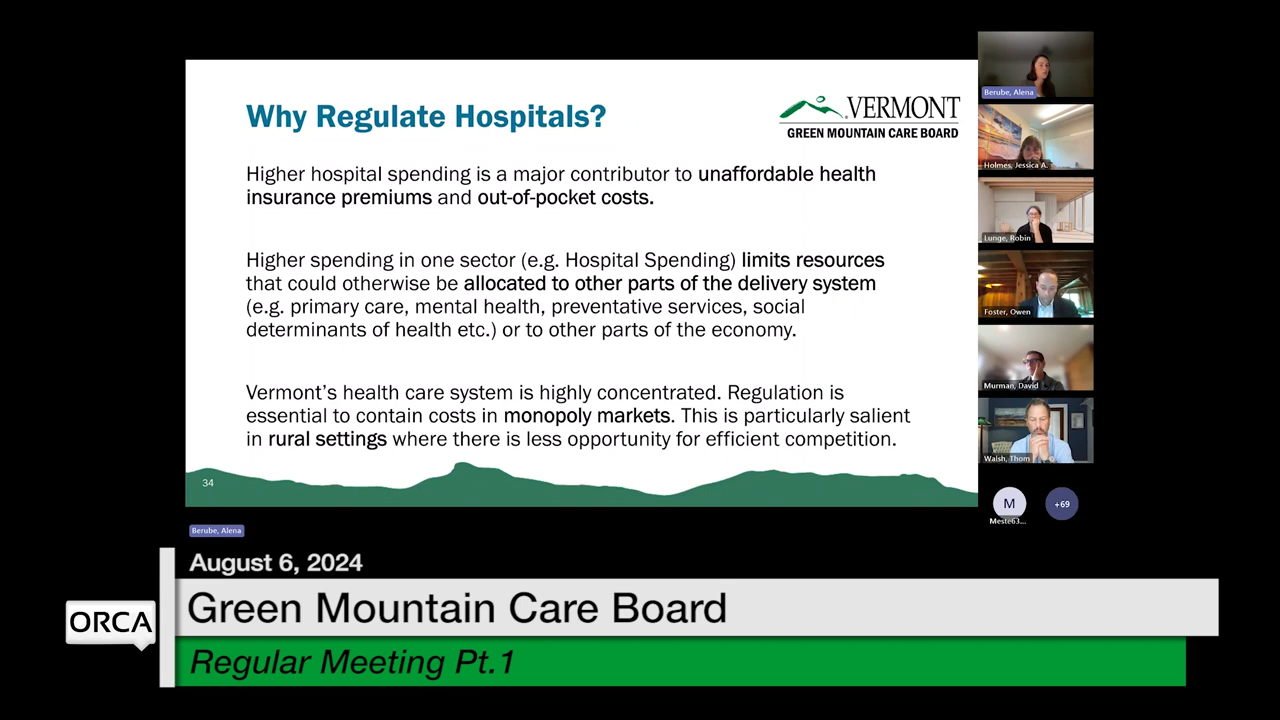 Why Regulate Hospitals?
VERMONT
GREEN MOUNTAIN CARE BOARD
Higher hospital spending is a major contributor to unaffordable health
insurance premiums and out-of-pocket costs.
Higher spending in one sector (e.g. Hospital Spending) limits resources
that could otherwise be allocated to other parts of the delivery system
(e.g. primary care, mental health, preventative services, social
determinants of health etc.) or to other parts of the economy.
Vermont's health care system is highly concentrated. Regulation is
essential to contain costs in monopoly markets. This is particularly salient
in rural settings where there is less opportunity for efficient competition.
34
Berube, Alena
Berube, Alena
Holmes, Jessica A.
Lunge, Robin
Foster, Owen
Murman, David
Walsh, Thom
M
Meste63...
+69
August 6, 2024
Green Mountain Care Board
ORCA
Regular Meeting Pt.1